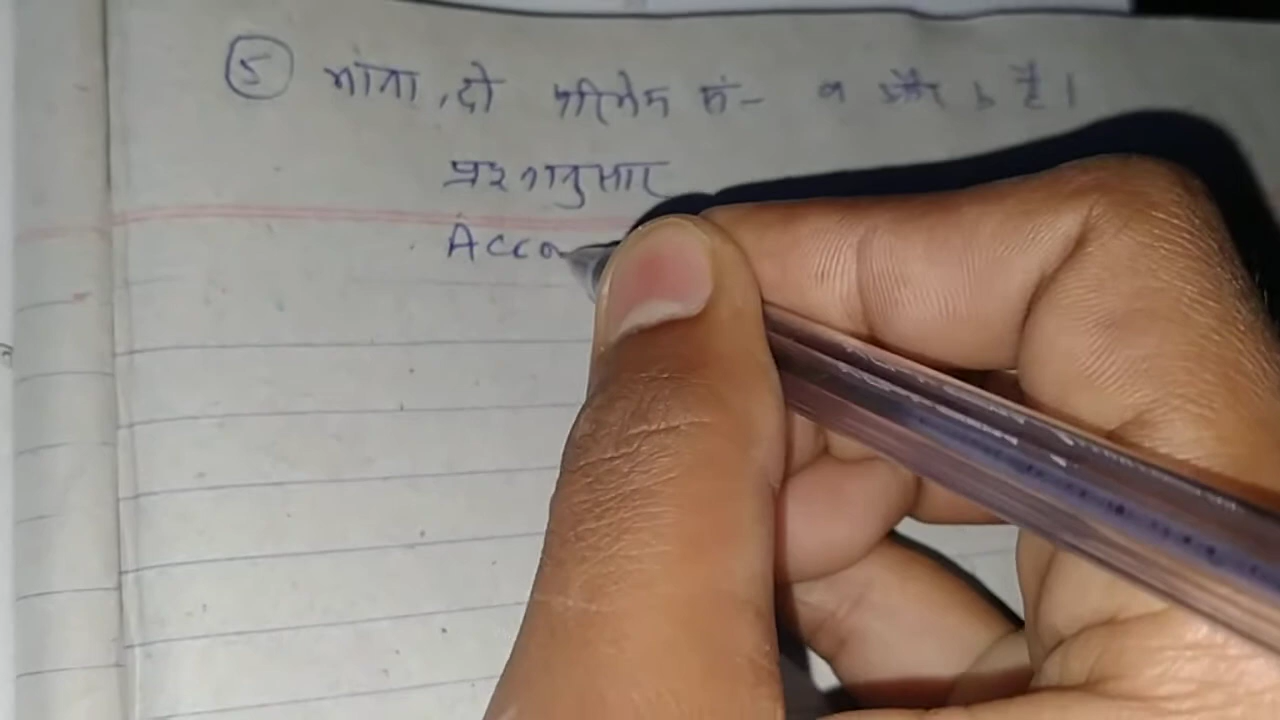 ⑤ माना, दो परिमेय सं- a और b है।
प्रश्नानुसार
Acco